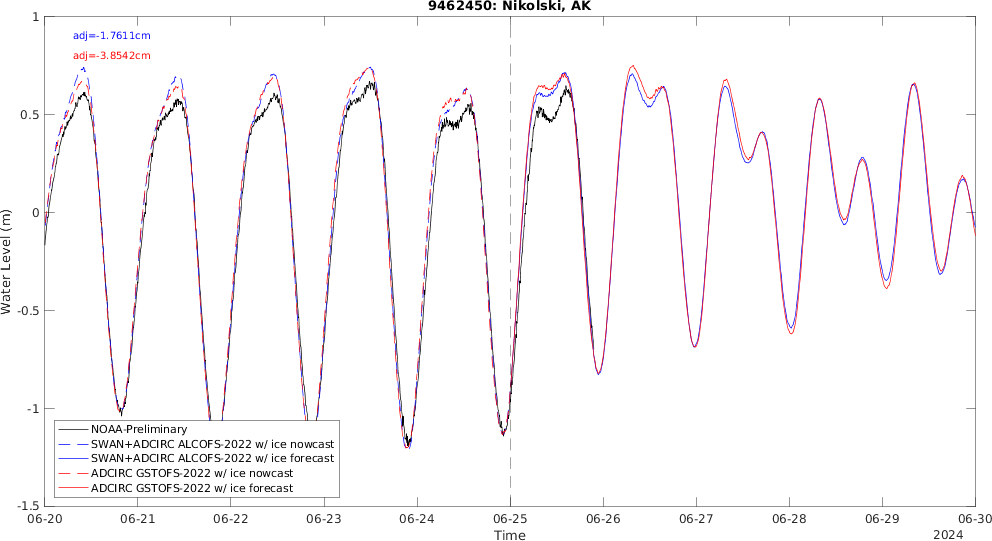 9462450: Nikolski, AK
adj=-1.7611cm
adj=-3.8542cm
1
0.5
0
-0.5
-1
-1.5
Water Level (m)
NOAA-Preliminary
SWAN+ADCIRC ALCOFS-2022 w/ ice nowcast
SWAN+ADCIRC ALCOFS-2022 w/ ice forecast
ADCIRC GSTOFS-2022 w/ ice nowcast
ADCIRC GSTOFS-2022 w/ ice forecast
06-20 06-21 06-22 06-23 06-24 06-25 06-26 06-27 06-28 06-29 06-30
Time
2024